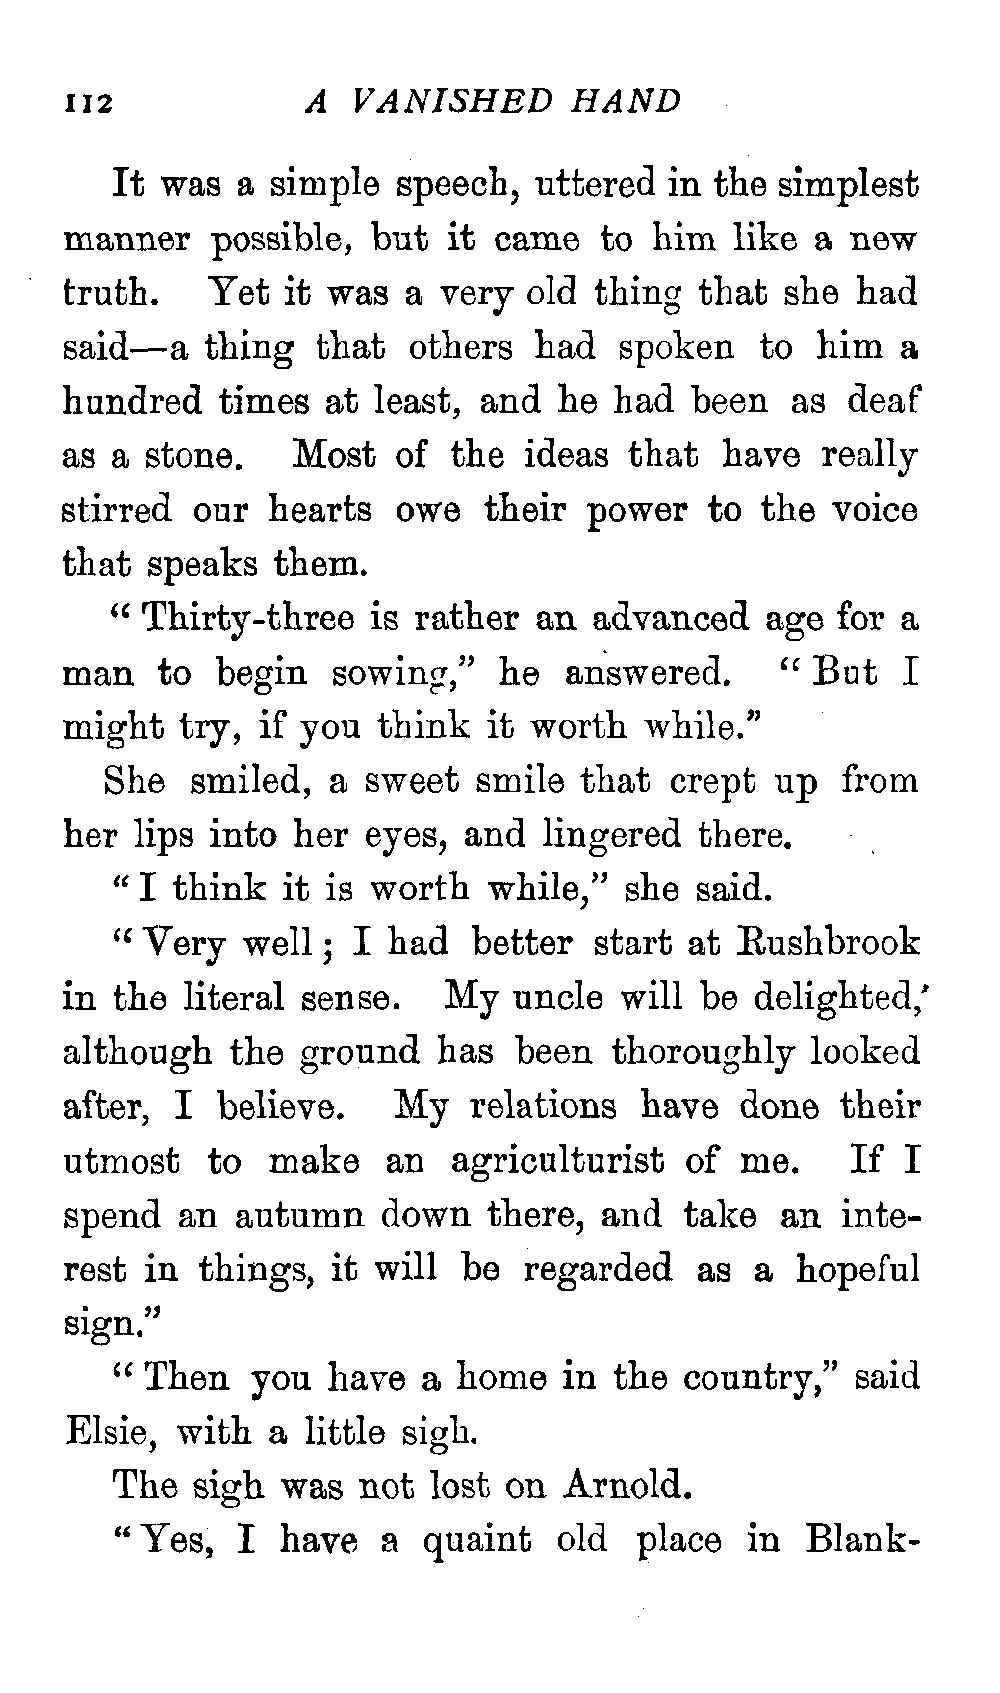 112 A VANISHED HAND
It was a simple speech, uttered in the simplest
manner possible, but it came to him like a new
truth. Yet it was a very old thing that she had
said—a thing that others had spoken to him a
hundred times at least, and he had been as deaf
as a stone. Most of the ideas that have really
stirred our hearts owe their power to the voice
that speaks them.
“Thirty-three is rather an advanced age for a
man to begin sowing,” he answered. “But I
might try, if you think it worth while.”
She smiled, a sweet smile that crept up from
her lips into her eyes, and lingered there.
“I think it is worth while,” she said.
“Very well; I had better start at Rushbrook
in the literal sense. My uncle will be delighted,’
although the ground has been thoroughly looked
after, I believe. My relations have done their
utmost to make an agriculturist of me. If I
spend an autumn down there, and take an inte-
rest in things, it will be regarded as a hopeful
sign.”
“Then you have a home in the country,” said
Elsie, with a little sigh.
The sigh was not lost on Arnold.
“Yes, I have a quaint old place in Blank-